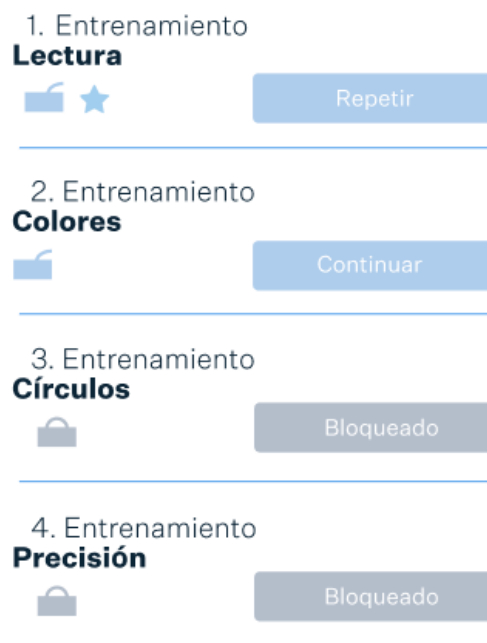 1. Entrenamiento
Lectura
Repetir
2. Entrenamiento
Colores
Continuar
3. Entrenamiento
Círculos
Bloqueado
4. Entrenamiento
Precisión
Bloqueado